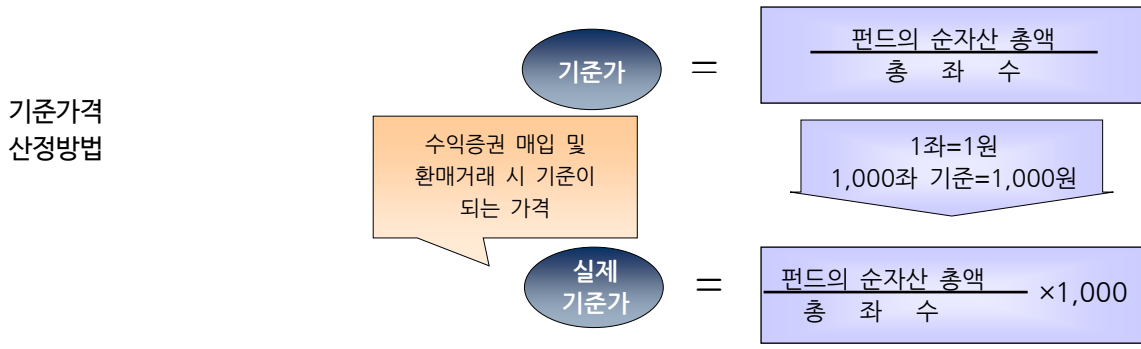 기준가격
산정방법
기준가
=
펀드의 순자산 총액
총 좌 수
수익증권 매입 및
환매거래 시 기준이
되는 가격
1좌=1원
1,000좌 기준=1,000원
실제
기준가
=
펀드의 순자산 총액
총 좌 수
×1,000